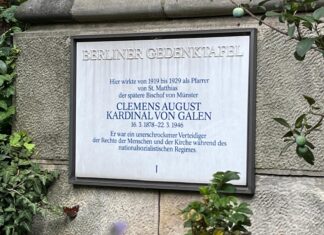 BERLINER GEDENKTAFEL
Hier wirkte von 1919 bis 1929 als Pfarrer
von St. Matthias
der spätere Bischof von Münster
CLEMENS AUGUST
KARDINAL VON GALEN
16. 3. 1878–22. 3. 1946
Er war ein unerschrockener Verteidiger
der Rechte der Menschen und der Kirche während des
nationalsozialistischen Regimes